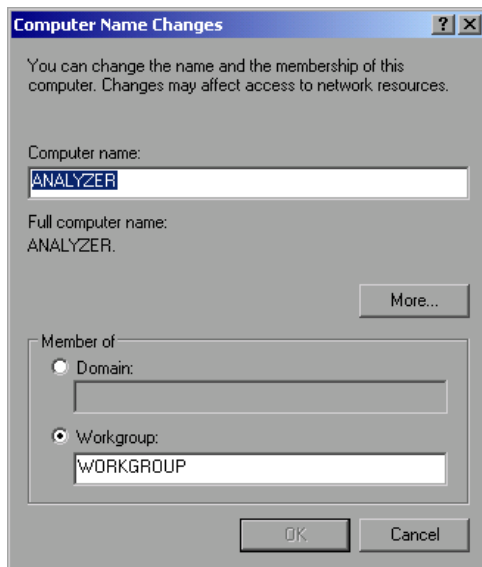 Computer Name Changes
You can change the name and the membership of this
computer. Changes may affect access to network resources.
Computer name:
ANALYZER
Full computer name:
ANALYZER.
More...
Member of
Domain:
Workgroup:
WORKGROUP
OK
Cancel